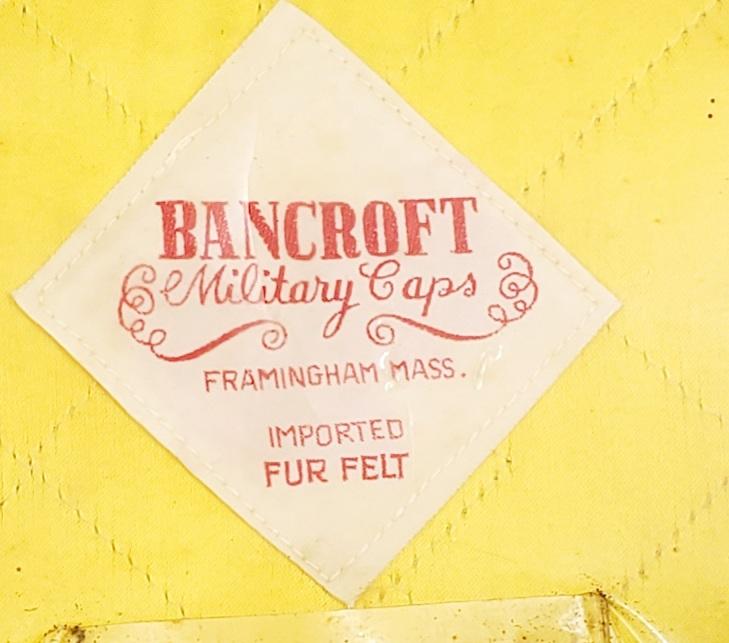 BANCROFT
Military Caps
FRAMINGHAM MASS.
IMPORTED
FUR FELT